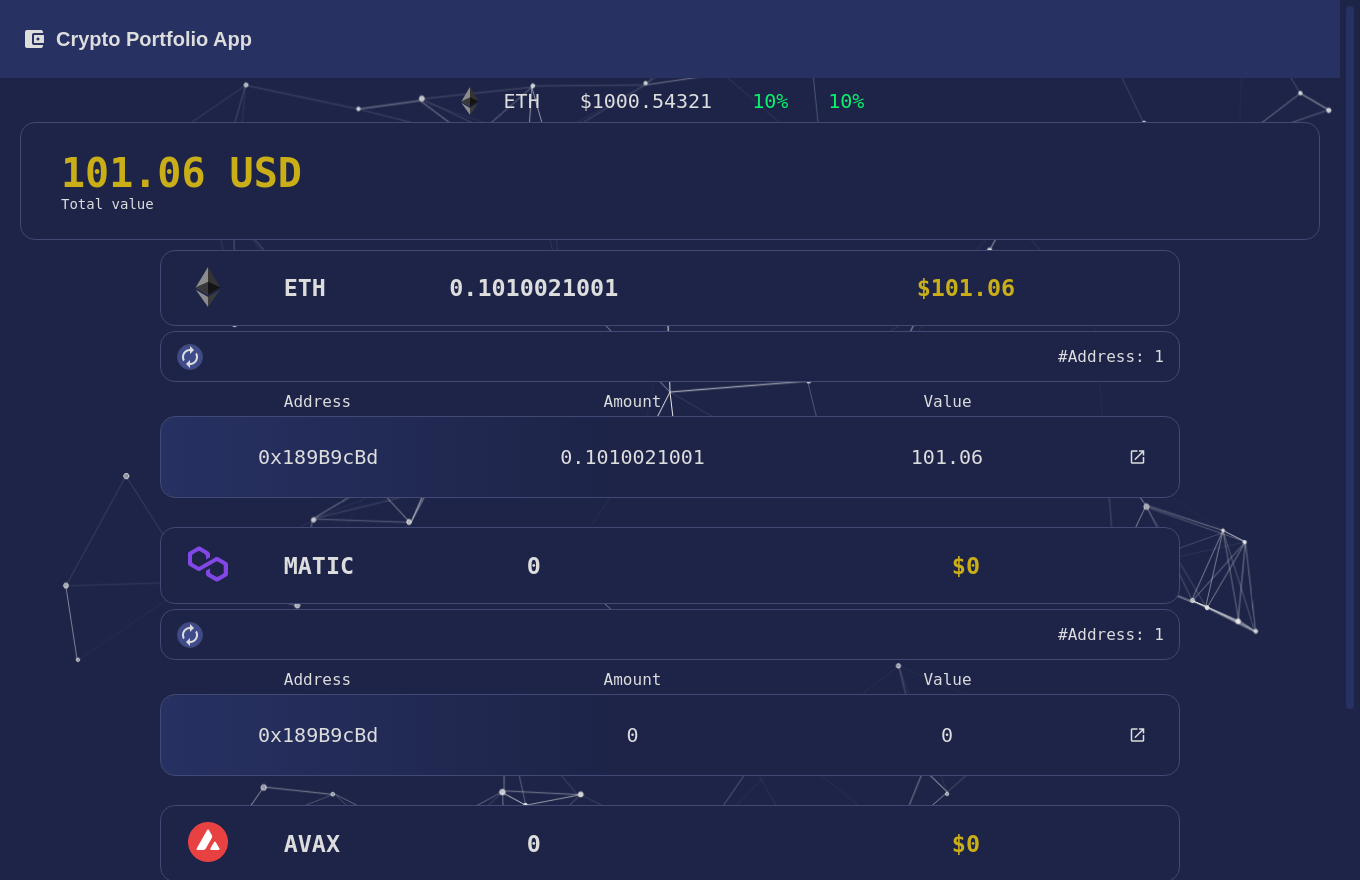 Crypto Portfolio App
ETH $1000.54321 10% 10%
101.06 USD
Total value
ETH 0.1010021001 $101.06
#Address: 1
Address Amount Value
0x189B9cBd 0.1010021001 101.06
MATIC 0 $0
#Address: 1
Address Amount Value
0x189B9cBd 0 0
AVAX 0 $0